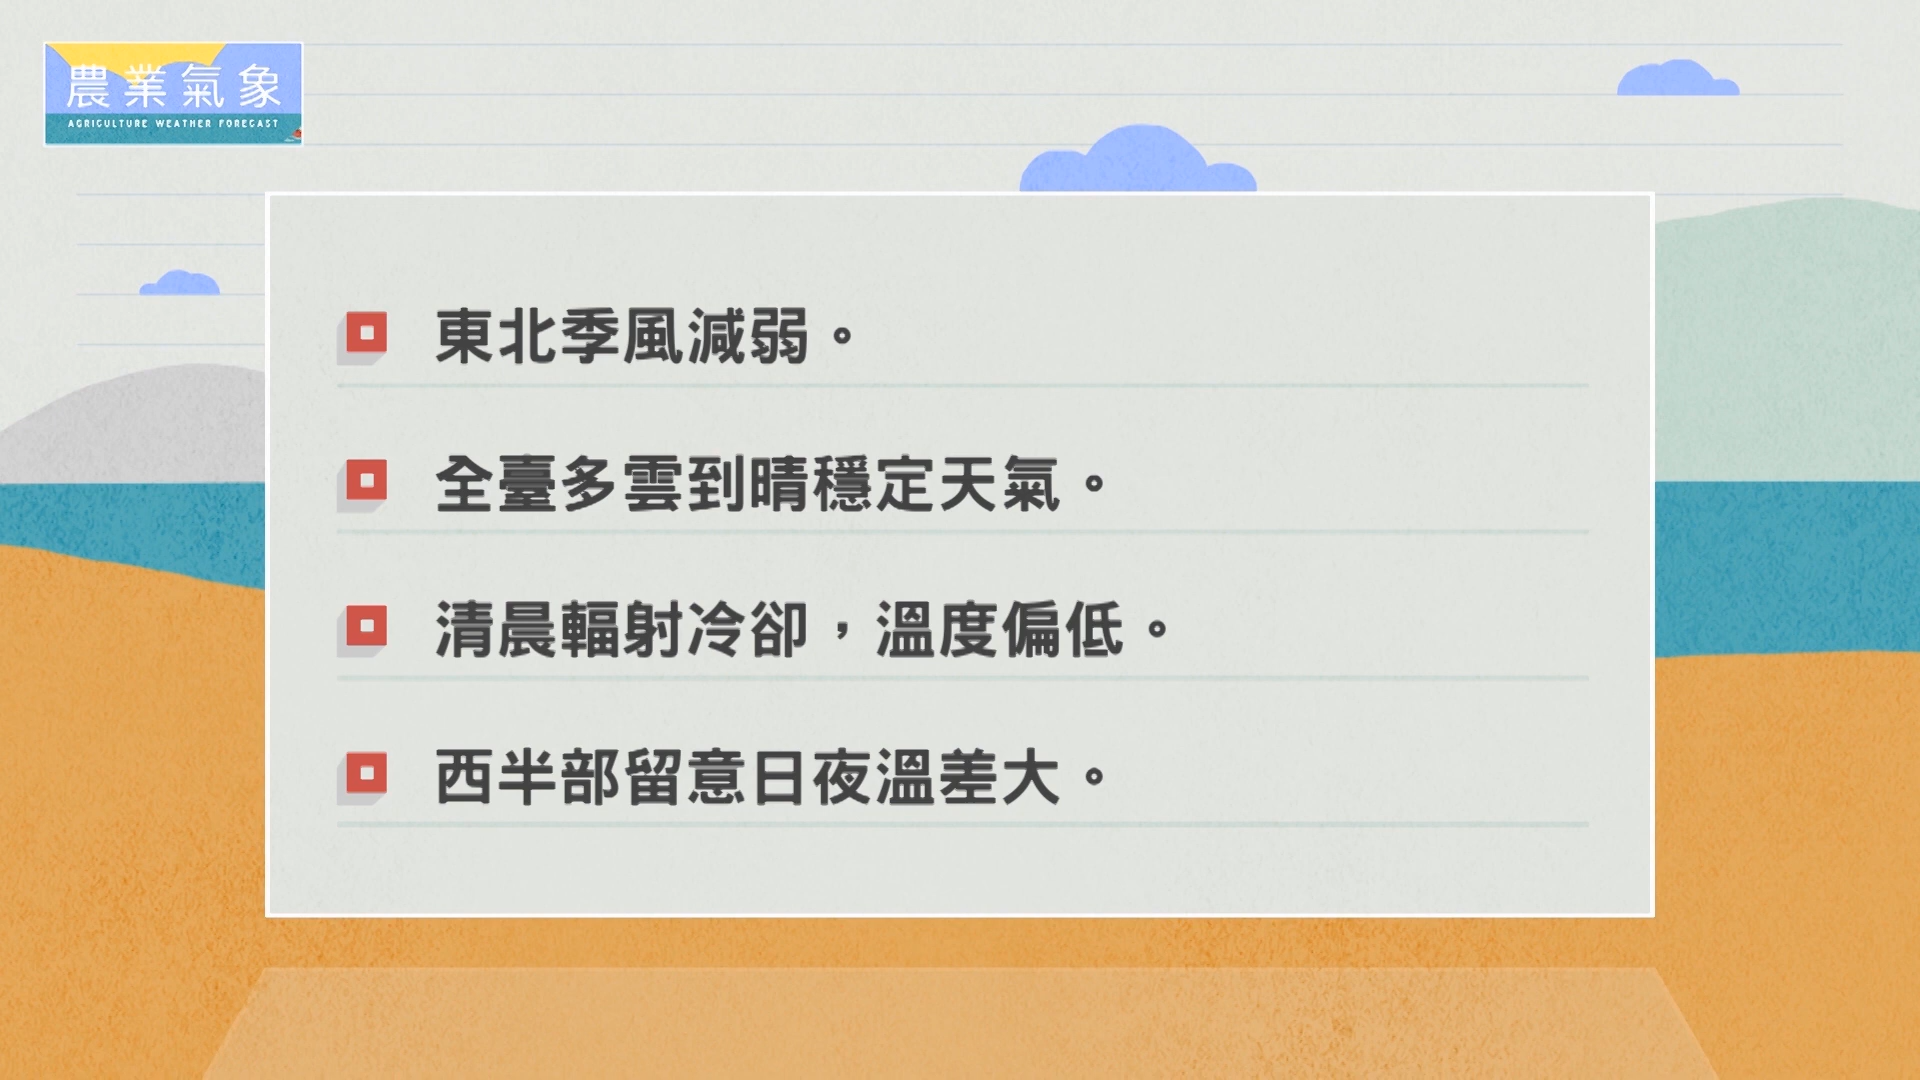 農業氣象
AGRICULTURE WEATHER FORECAST
東北季風減弱。
全臺多雲到晴穩定天氣。
清晨輻射冷卻，溫度偏低。
西半部留意日夜溫差大。